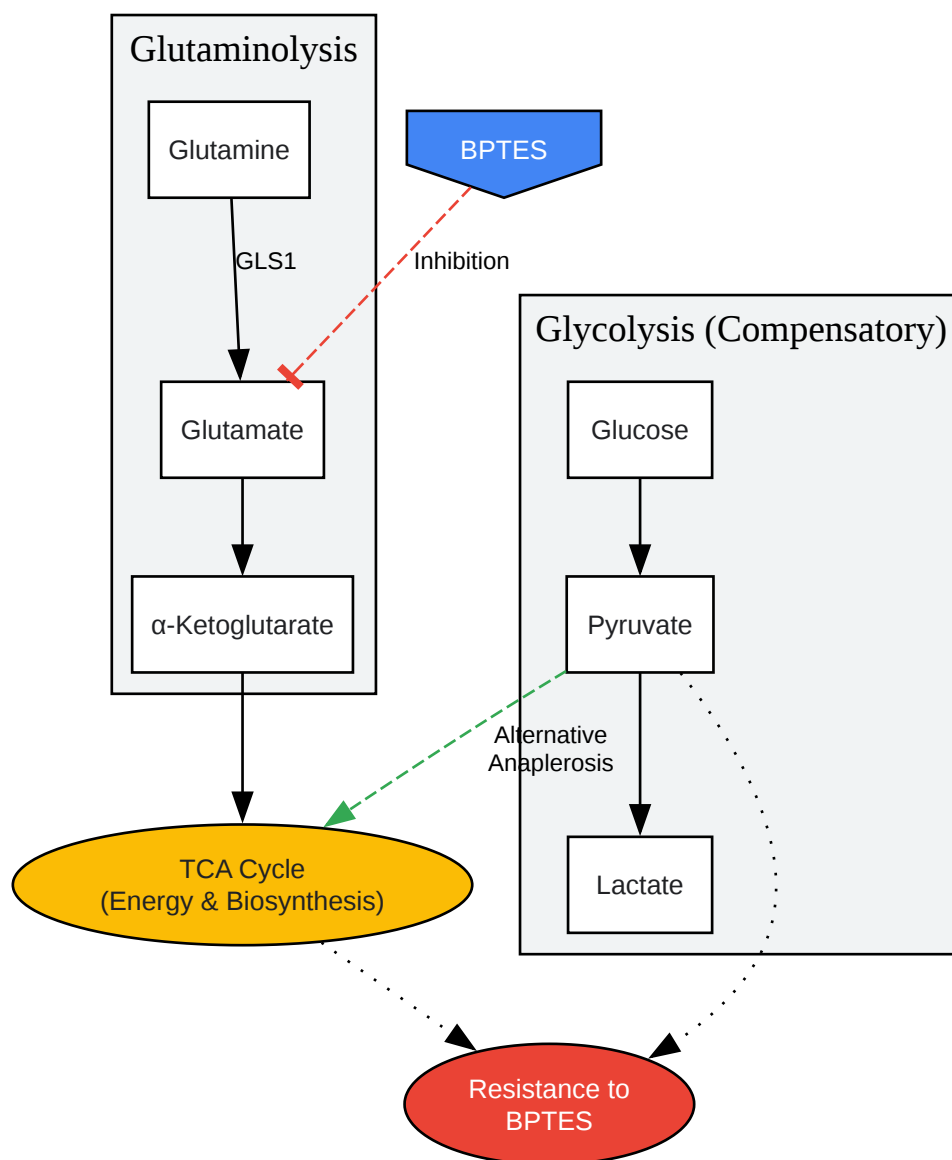 Glutaminolysis
Glutamine
BPTES
GLS1
Inhibition
Glycolysis (Compensatory)
Glutamate
Glucose
α-Ketoglutarate
Pyruvate
Alternative
Anaplerosis
TCA Cycle
(Energy & Biosynthesis)
Lactate
Resistance to
BPTES